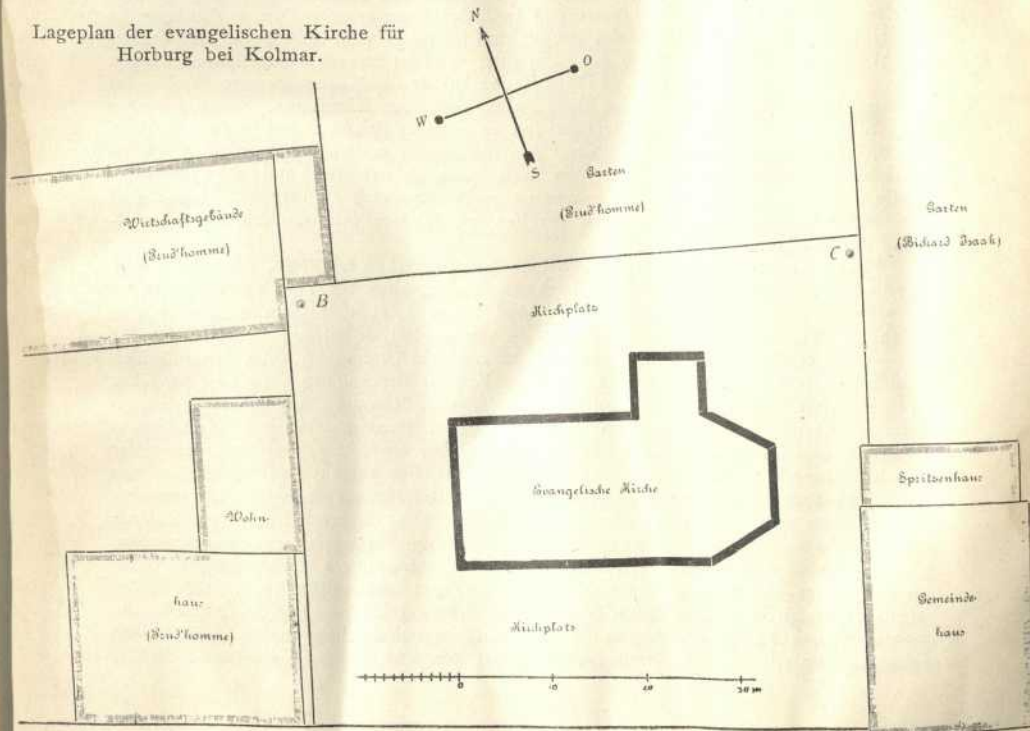 Lageplan der evangelischen Kirche für
Horburg bei Kolmar.
N
O
W
S
Garten
(Prud'homme)
Wirtschaftsgebäude
(Prud'homme)
Garten
(Bickard Isaak)
B
C
Kirchplatz
Evangelische Kirche
Spritzenhaus
Wohn-
haus
(Prud'homme)
Gemeinde-
haus
Kirchplatz
0 10 20 30 m